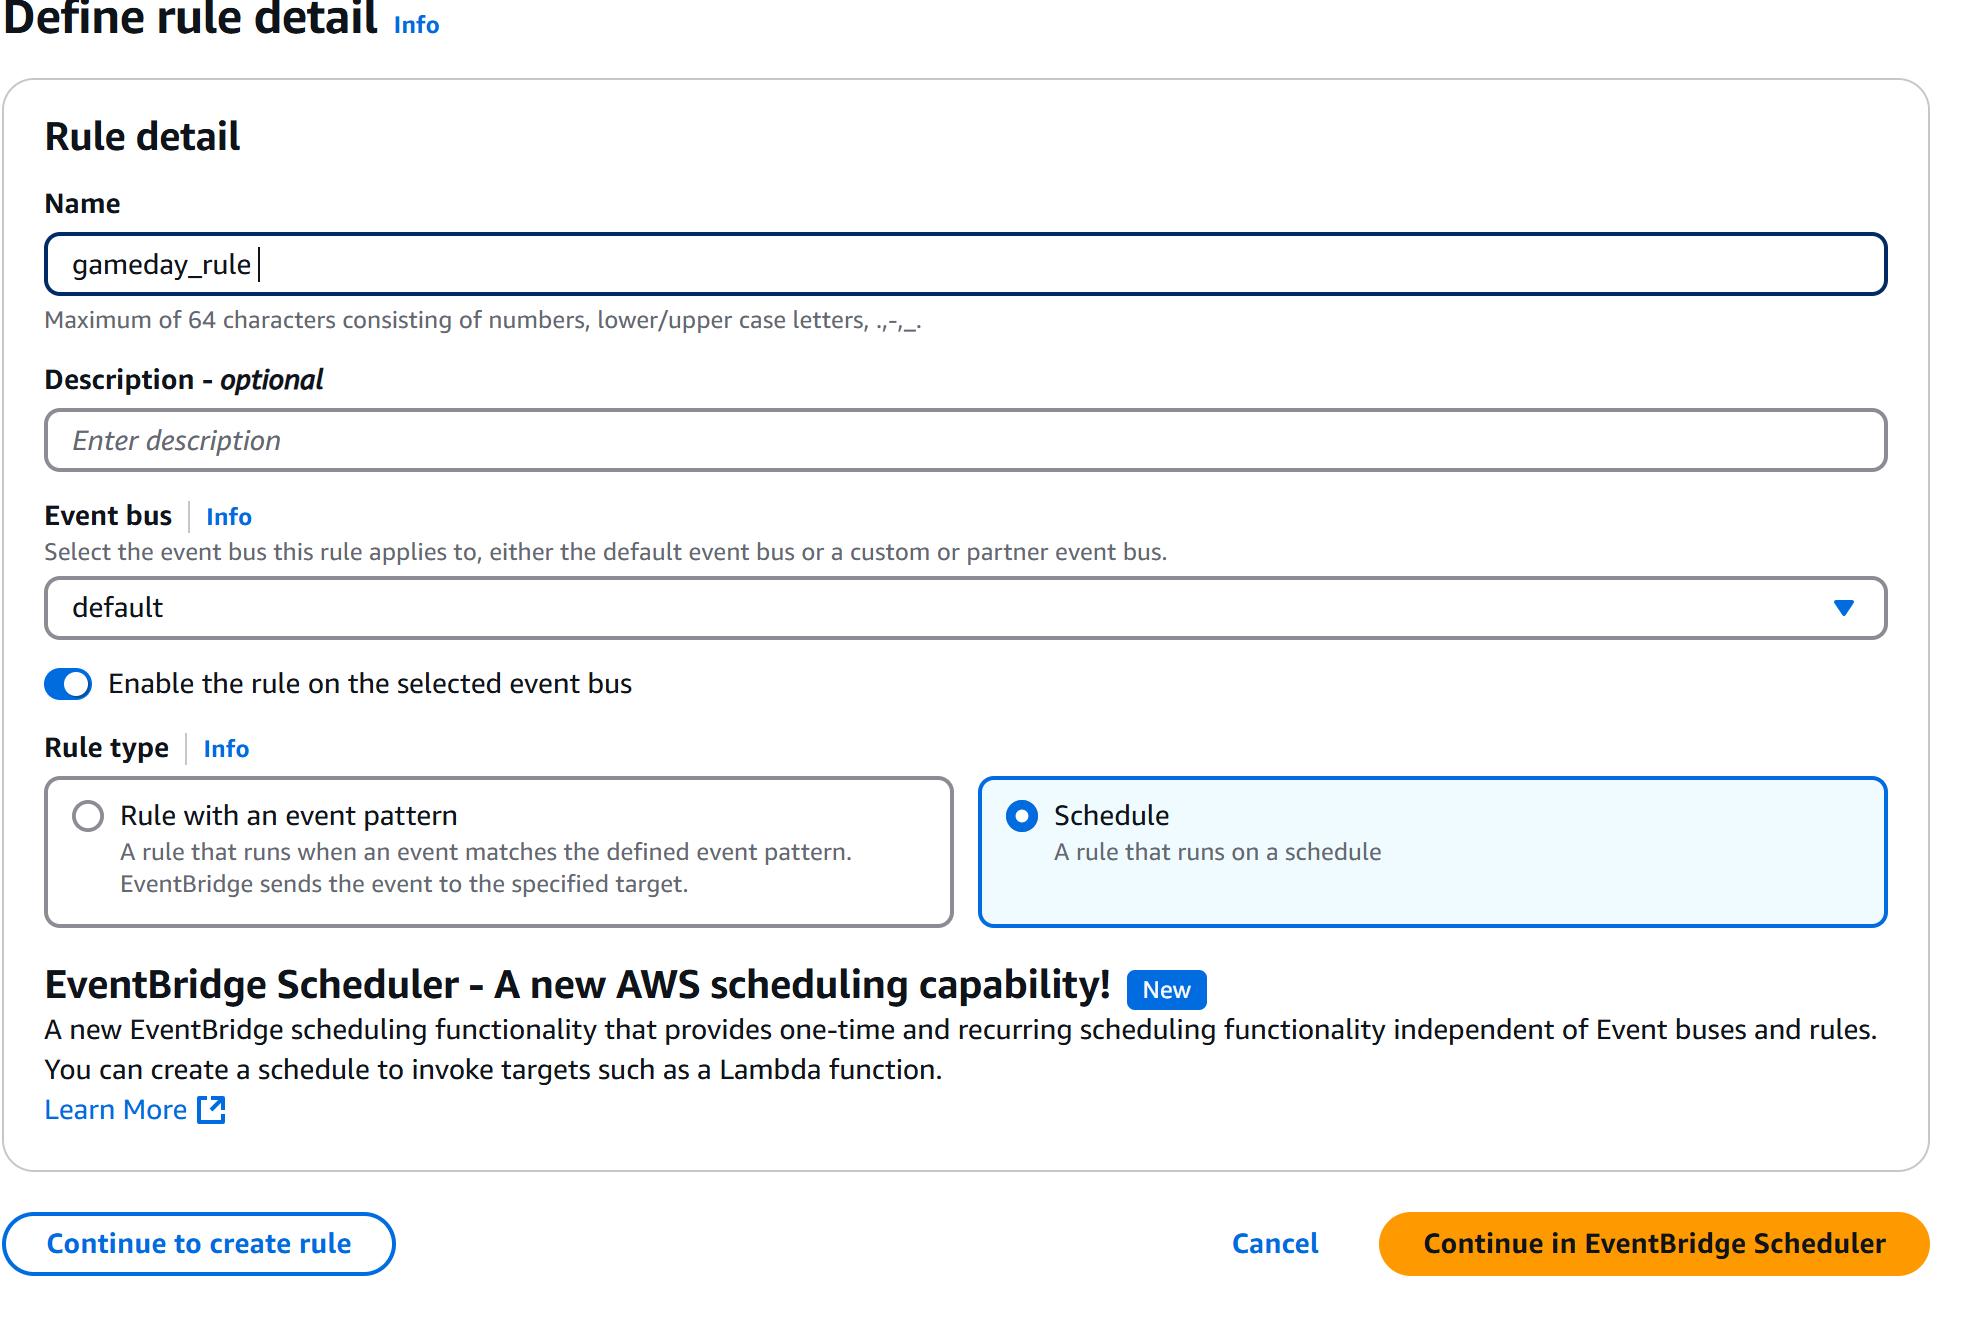 Define rule detail Info
Rule detail
Name
gameday_rule
Maximum of 64 characters consisting of numbers, lower/upper case letters, .,-,_.
Description - optional
Enter description
Event bus Info
Select the event bus this rule applies to, either the default event bus or a custom or partner event bus.
default
Enable the rule on the selected event bus
Rule type Info
Rule with an event pattern
A rule that runs when an event matches the defined event pattern.
EventBridge sends the event to the specified target.
Schedule
A rule that runs on a schedule
EventBridge Scheduler - A new AWS scheduling capability! New
A new EventBridge scheduling functionality that provides one-time and recurring scheduling functionality independent of Event buses and rules.
You can create a schedule to invoke targets such as a Lambda function.
Learn More
Continue to create rule
Cancel
Continue in EventBridge Scheduler